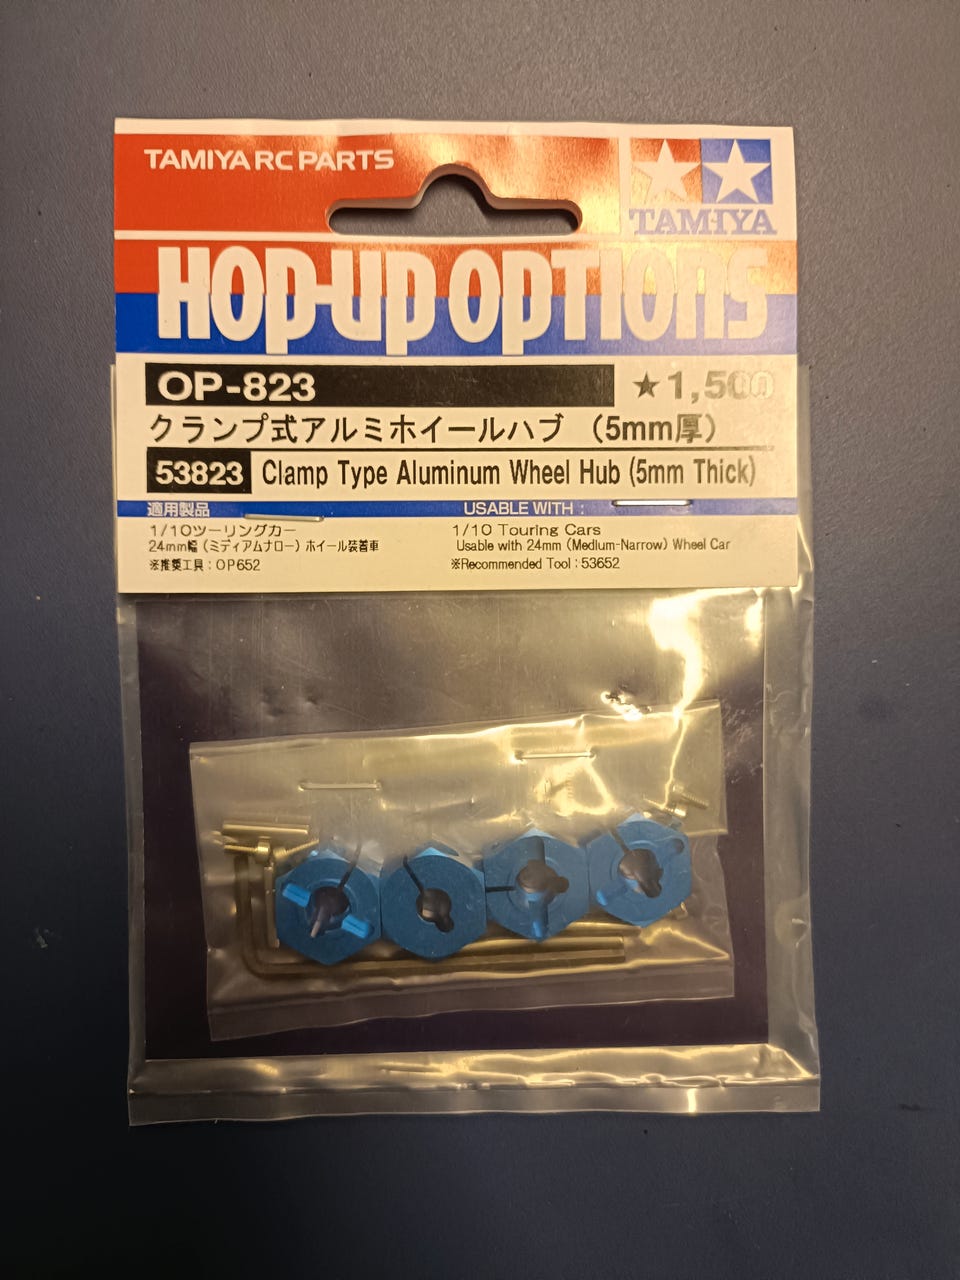 TAMIYA RC PARTS
TAMIYA
HOP-UP OPTIONS
OP-823
★1,500
クランプ式アルミホイールハブ （5mm厚）
53823 Clamp Type Aluminum Wheel Hub (5mm Thick)
適用製品
USABLE WITH :
1/10ツーリングカー
24mm幅（ミディアムナロー）ホイール装着車
※推奨工具：OP652
1/10 Touring Cars
Usable with 24mm (Medium-Narrow) Wheel Car
※Recommended Tool : 53652